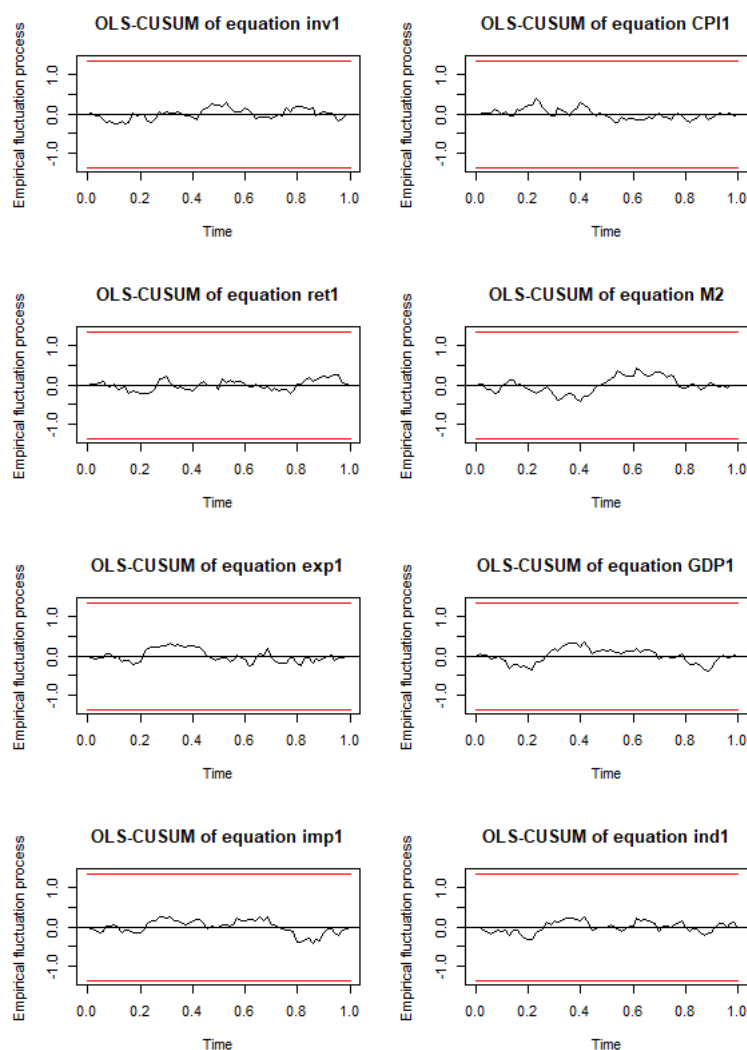 OLS-CUSUM of equation inv1
Empirical fluctuation process
1.0
0.0
-1.0
0.0 0.2 0.4 0.6 0.8 1.0
Time
OLS-CUSUM of equation CPI1
Empirical fluctuation process
1.0
0.0
-1.0
0.0 0.2 0.4 0.6 0.8 1.0
Time
OLS-CUSUM of equation ret1
Empirical fluctuation process
1.0
0.0
-1.0
0.0 0.2 0.4 0.6 0.8 1.0
Time
OLS-CUSUM of equation M2
Empirical fluctuation process
1.0
0.0
-1.0
0.0 0.2 0.4 0.6 0.8 1.0
Time
OLS-CUSUM of equation exp1
Empirical fluctuation process
1.0
0.0
-1.0
0.0 0.2 0.4 0.6 0.8 1.0
Time
OLS-CUSUM of equation GDP1
Empirical fluctuation process
1.0
0.0
-1.0
0.0 0.2 0.4 0.6 0.8 1.0
Time
OLS-CUSUM of equation imp1
Empirical fluctuation process
1.0
0.0
-1.0
0.0 0.2 0.4 0.6 0.8 1.0
Time
OLS-CUSUM of equation ind1
Empirical fluctuation process
1.0
0.0
-1.0
0.0 0.2 0.4 0.6 0.8 1.0
Time